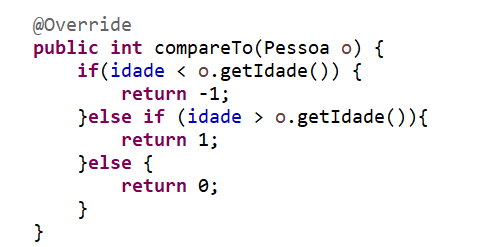 @Override
public int compareTo(Pessoa o) {
    if(idade < o.getIdade()) {
        return -1;
    }else if (idade > o.getIdade()){
        return 1;
    }else {
        return 0;
    }
}